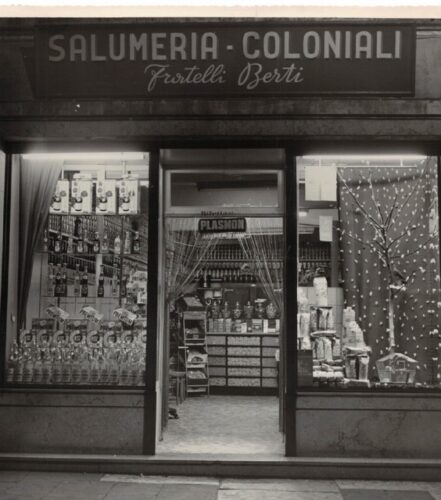 SALUMERIA - COLONIALI
Fratelli Berti
PLASMON